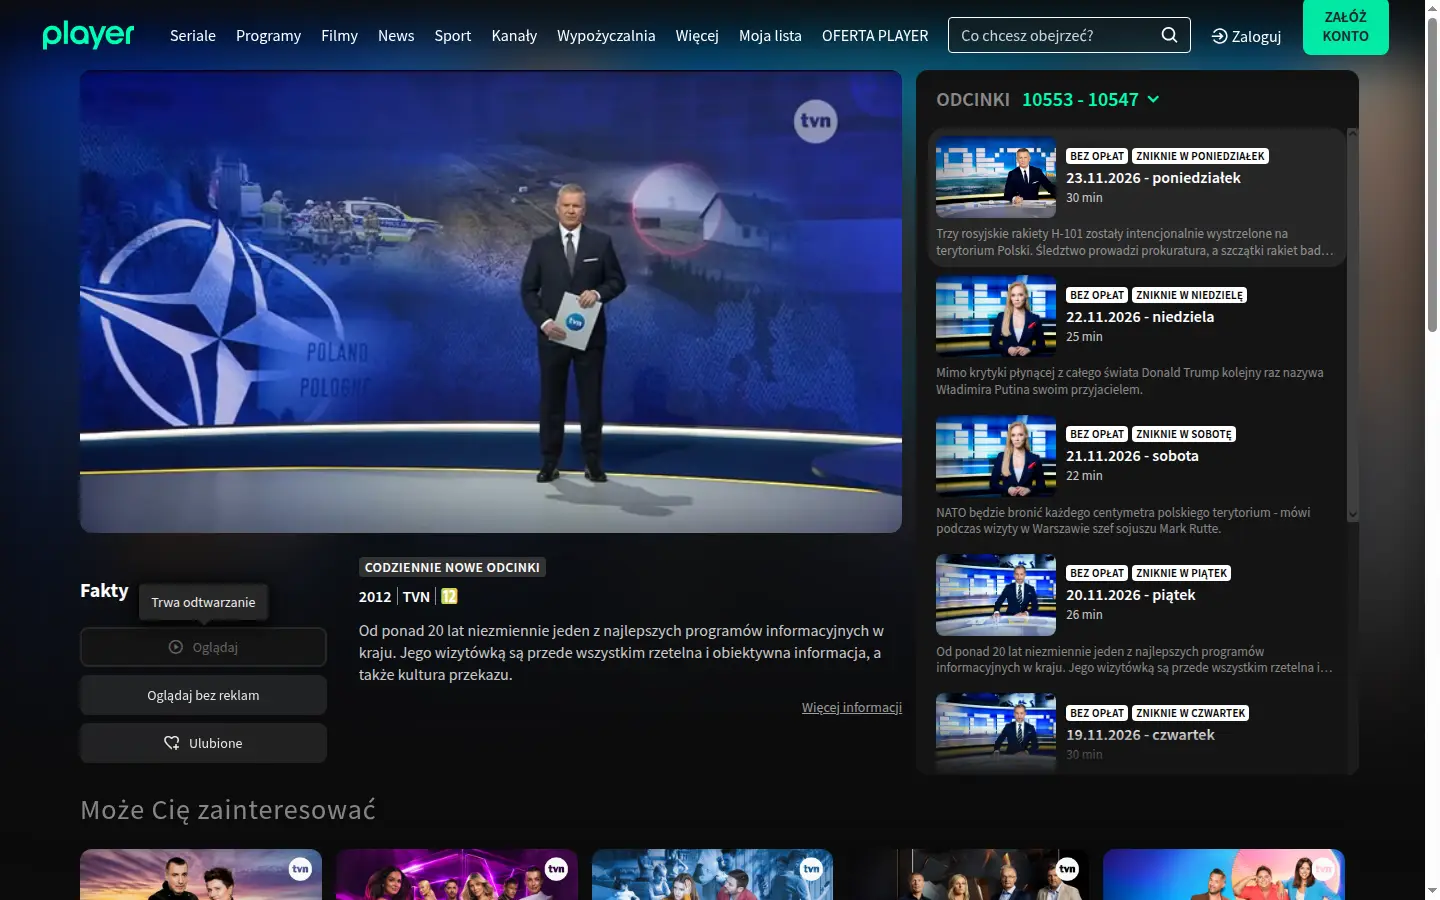 player
Seriale
Programy
Filmy
News
Sport
Kanały
Wypożyczalnia
Więcej
Moja lista
OFERTA PLAYER
Co chcesz obejrzeć?
Zaloguj
ZAŁÓŻ
KONTO
tvn
POLAND
POLOGNE
POLICJA
tvn
Fakty
Trwa odtwarzanie
Oglądaj
Oglądaj bez reklam
Ulubione
CODZIENNIE NOWE ODCINKI
2012 TVN 12
Od ponad 20 lat niezmiennie jeden z najlepszych programów informacyjnych w
kraju. Jego wizytówką są przede wszystkim rzetelna i obiektywna informacja, a
także kultura przekazu.
Więcej informacji
ODCINKI 10553 - 10547
BEZ OPŁAT ZNIKNIE W PONIEDZIAŁEK
23.11.2026 - poniedziałek
30 min
Trzy rosyjskie rakiety H-101 zostały intencjonalnie wystrzelone na
terytorium Polski. Śledztwo prowadzi prokuratura, a szczątki rakiet bad...
BEZ OPŁAT ZNIKNIE W NIEDZIELĘ
22.11.2026 - niedziela
25 min
Mimo krytyki płynącej z całego świata Donald Trump kolejny raz nazywa
Władimira Putina swoim przyjacielem.
BEZ OPŁAT ZNIKNIE W SOBOTĘ
21.11.2026 - sobota
22 min
NATO będzie bronić każdego centymetra polskiego terytorium - mówi
podczas wizyty w Warszawie szef sojuszu Mark Rutte.
BEZ OPŁAT ZNIKNIE W PIĄTEK
20.11.2026 - piątek
26 min
Od ponad 20 lat niezmiennie jeden z najlepszych programów
informacyjnych w kraju. Jego wizytówką są przede wszystkim rzetelna i...
BEZ OPŁAT ZNIKNIE W CZWARTEK
19.11.2026 - czwartek
30 min
Może Cię zainteresować
tvn
tvn
tvn
tvn
tvn